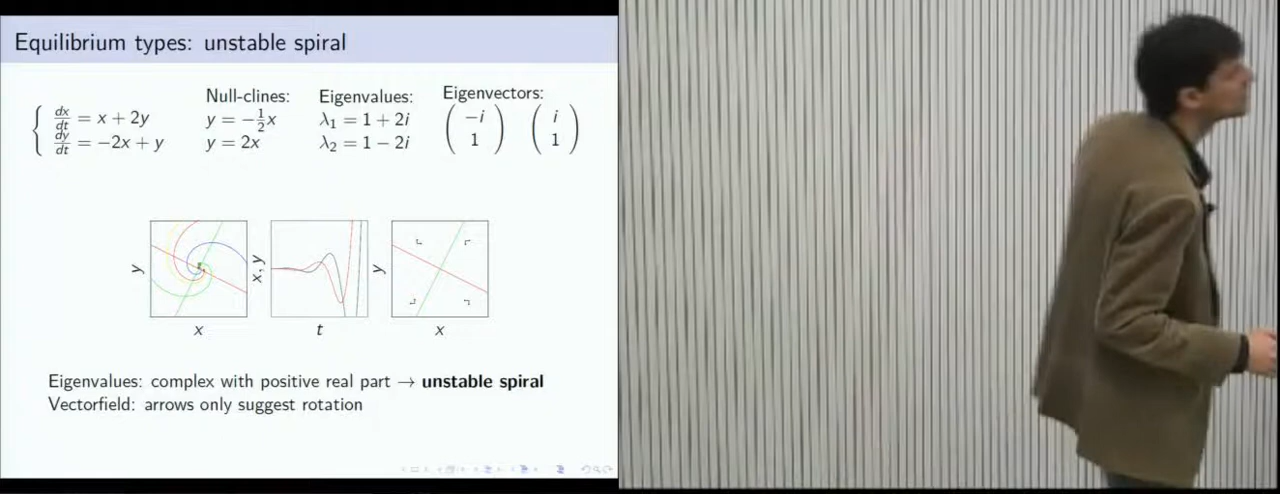 Equilibrium types: unstable spiral
dx/dt = x + 2y
dy/dt = −2x + y
Null-clines:
y = −½x
y = 2x
Eigenvalues:
λ₁ = 1 + 2i
λ₂ = 1 − 2i
Eigenvectors:
(−i 1) (i 1)
y
x
x, y
t
y
x
Eigenvalues: complex with positive real part → unstable spiral
Vectorfield: arrows only suggest rotation